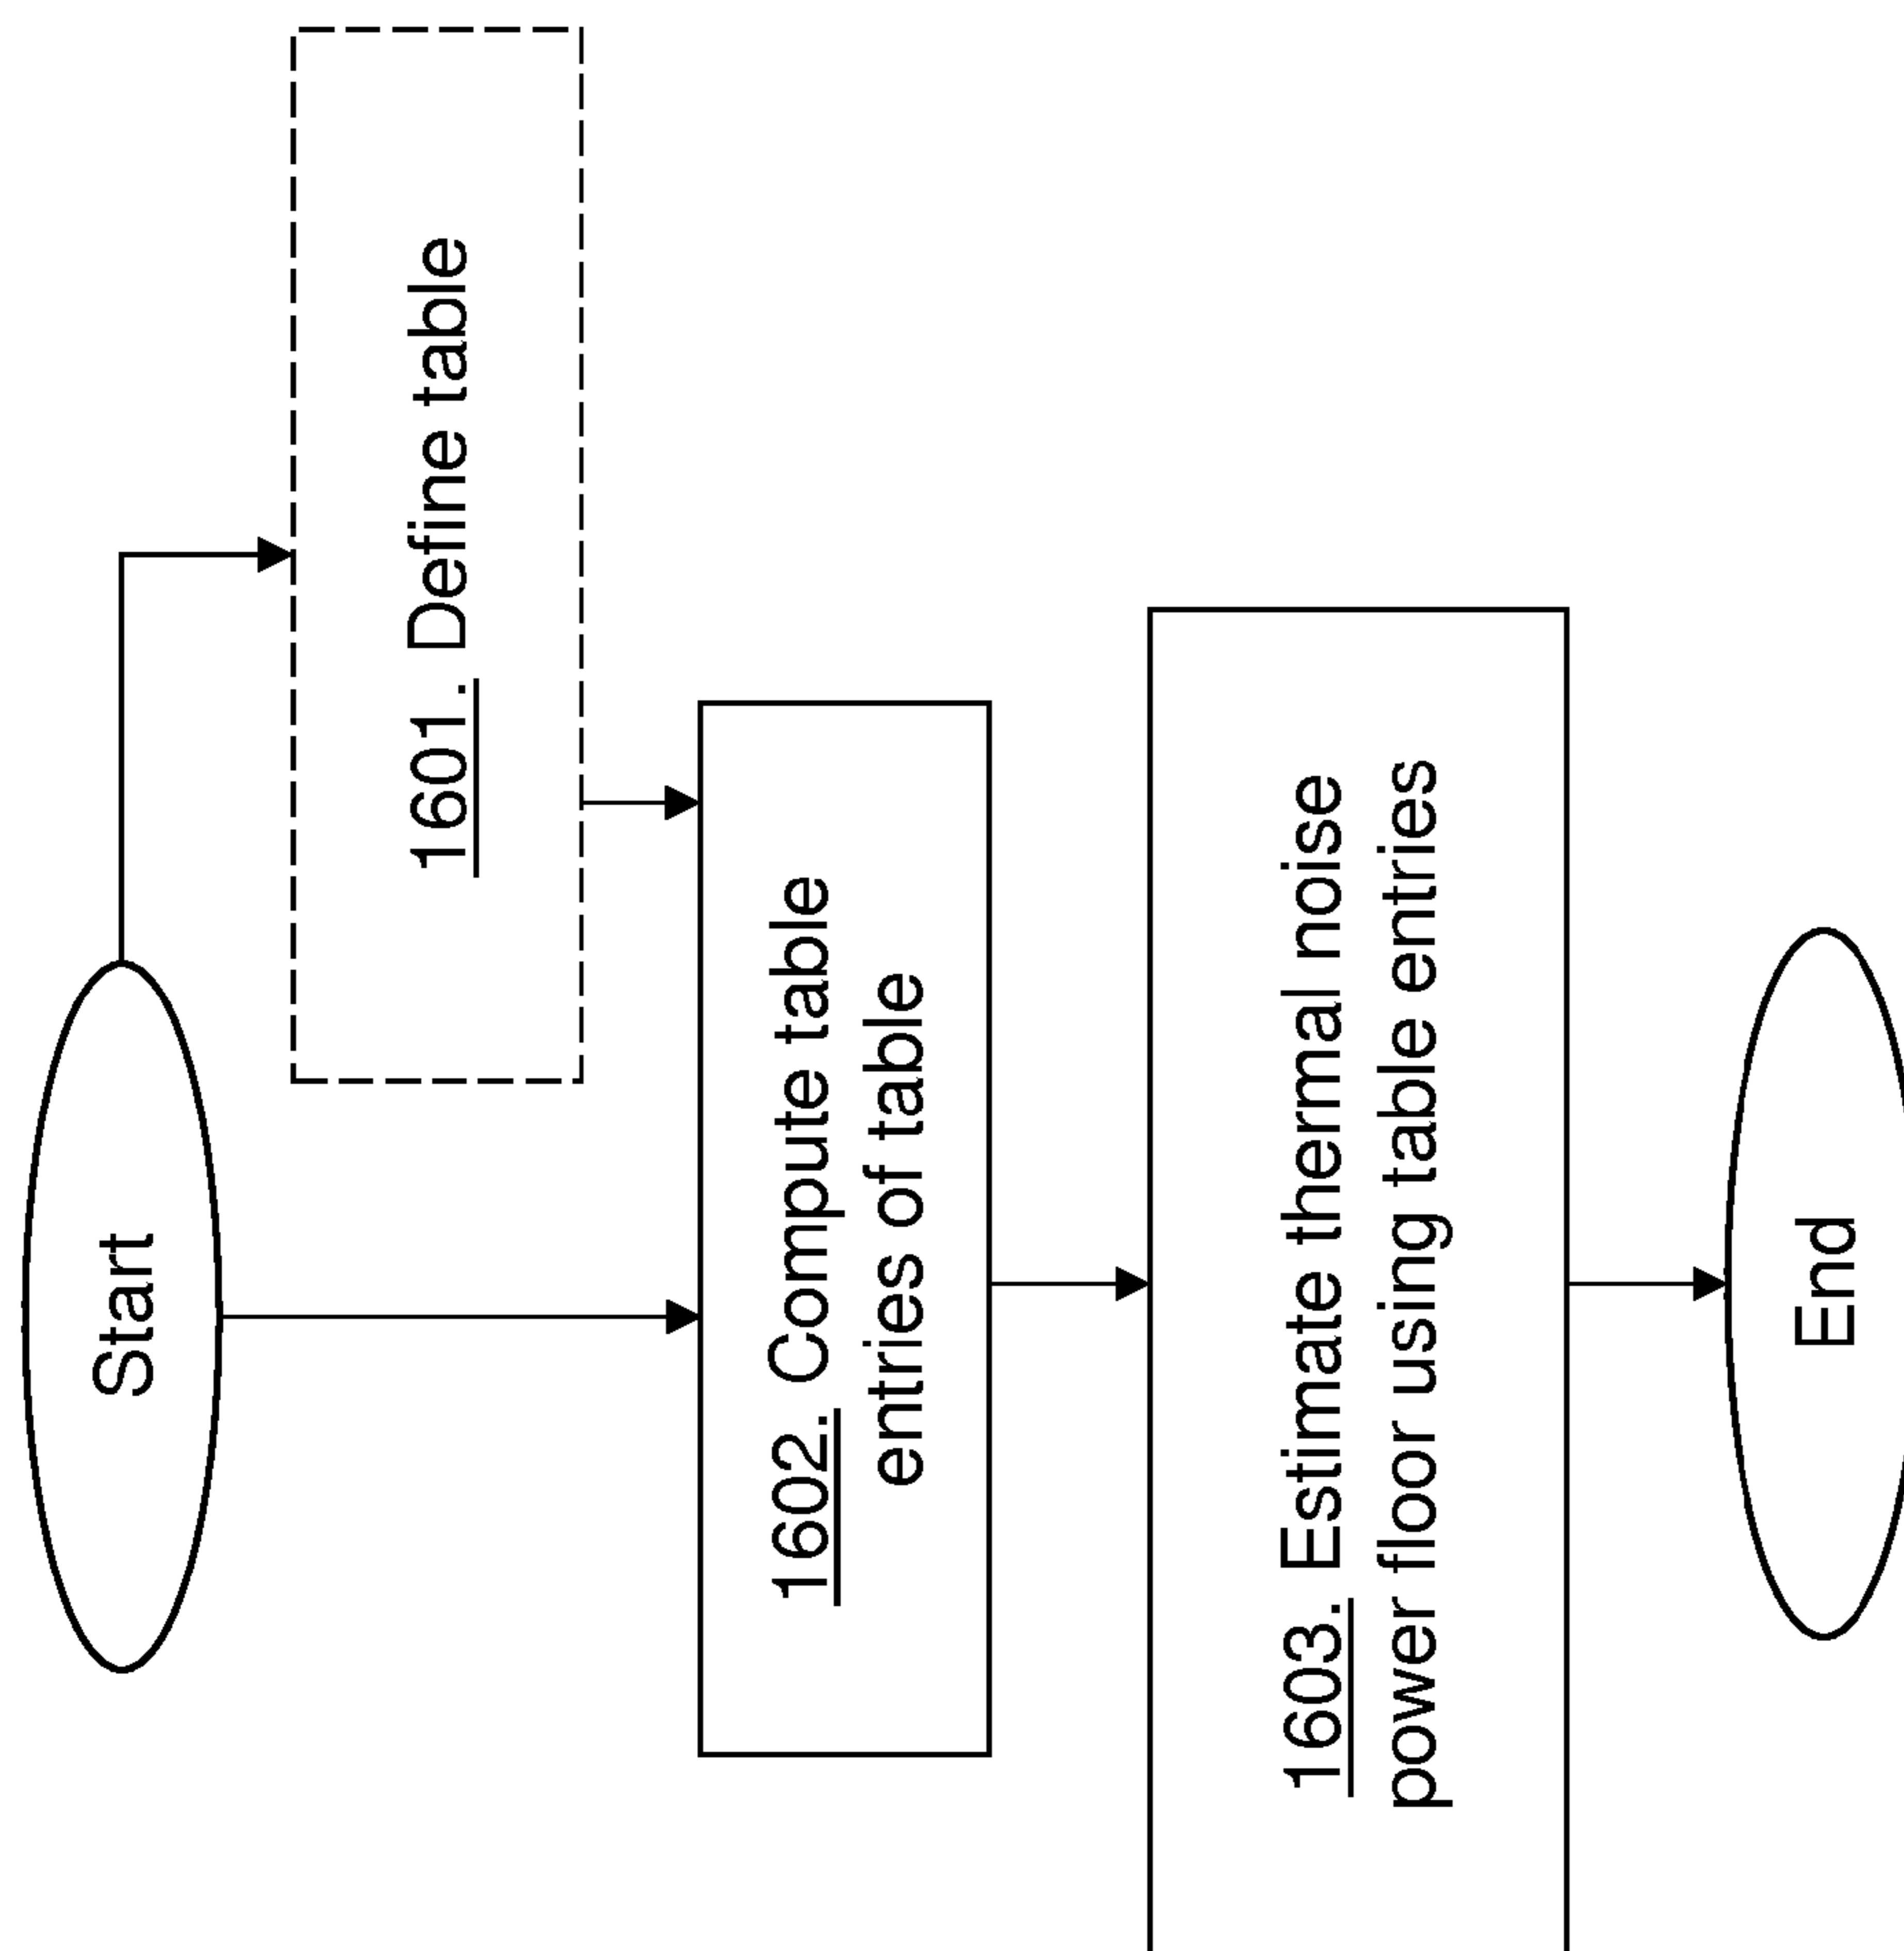 Start
1601. Define table
1602. Compute table
entries of table
1603. Estimate thermal noise
power floor using table entries
End